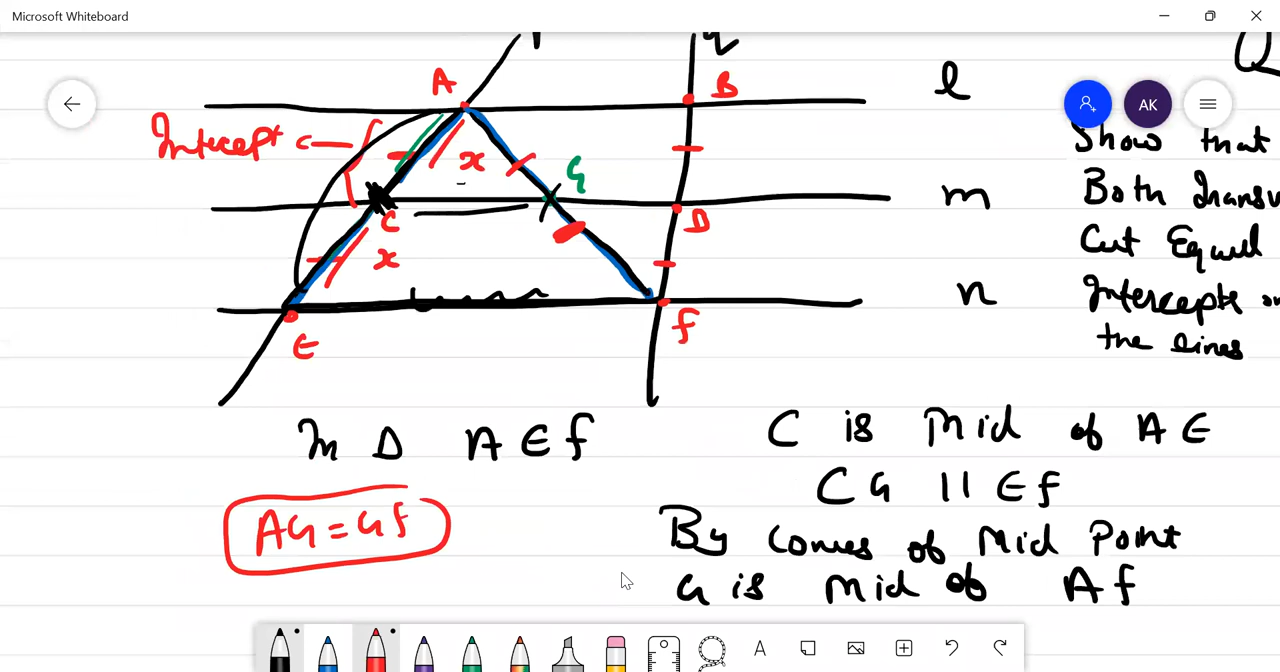 Microsoft Whiteboard
A
B
l
AK
Intercept
x
G
Show that
Both Transv
m
C
D
Cut Equal
x
n
Intercepts on
the lines
E
F
In Δ AEF
C is Mid of AE
CG || EF
AG = GF
By Conves of Mid Point
G is Mid of AF
A